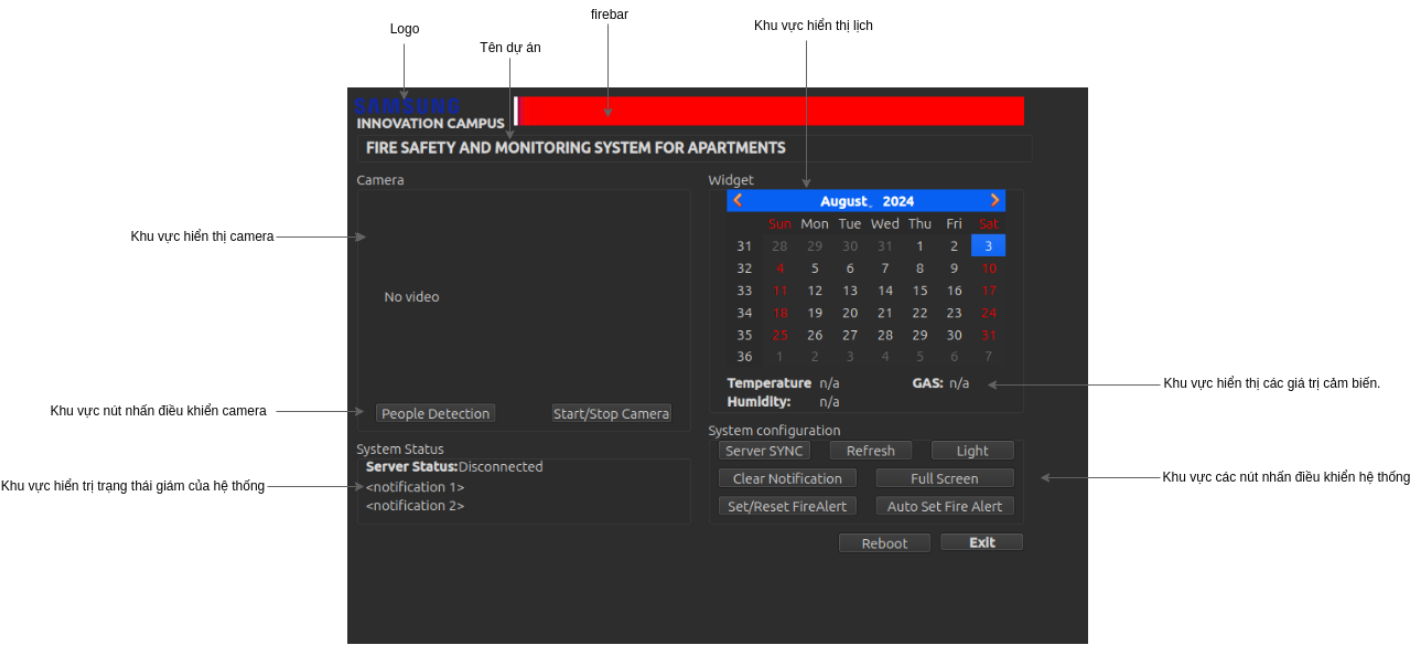 firebar
Logo
Khu vực hiển thị lịch
Tên dự án
SAMSUNG
INNOVATION CAMPUS
FIRE SAFETY AND MONITORING SYSTEM FOR APARTMENTS
Camera
Widget
August, 2024
Sun Mon Tue Wed Thu Fri Sat
31 28 29 30 31 1 2 3
32 4 5 6 7 8 9 10
33 11 12 13 14 15 16 17
34 18 19 20 21 22 23 24
35 25 26 27 28 29 30 31
36 1 2 3 4 5 6 7
Khu vực hiển thị camera
No video
Temperature n/a GAS: n/a
Humidity: n/a
Khu vực hiển thị các giá trị cảm biến.
Khu vực nút nhấn điều khiển camera
People Detection Start/Stop Camera
System configuration
Server SYNC Refresh Light
Clear Notification Full Screen
Set/Reset FireAlert Auto Set Fire Alert
Khu vực các nút nhấn điều khiển hệ thống
System Status
Server Status:Disconnected
<notification 1>
<notification 2>
Khu vực hiển trị trạng thái giám của hệ thống
Reboot Exit